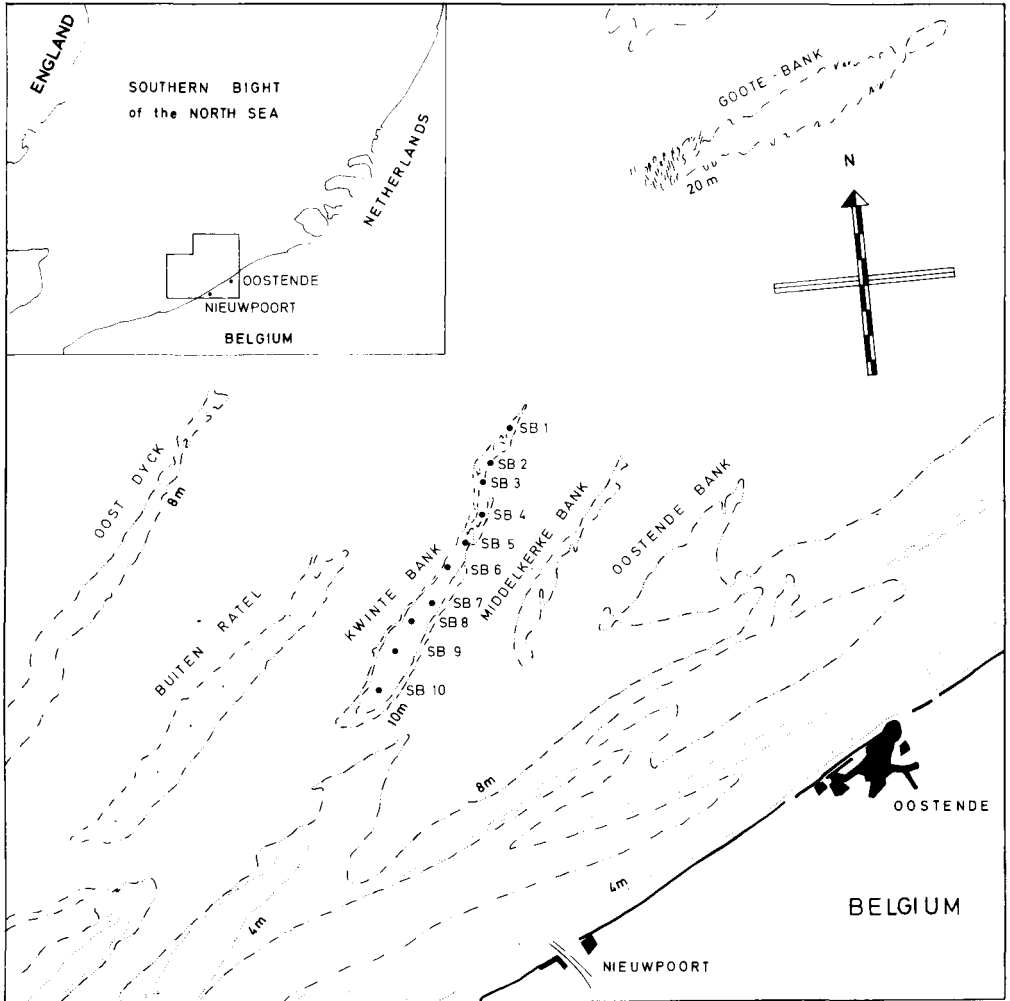 ENGLAND
SOUTHERN BIGHT
of the NORTH SEA
NETHERLANDS
OOSTENDE
NIEUWPOORT
BELGIUM
GOOTE-BANK
20 m
N
OOST DYCK
8m
BUITEN RATEL
KWINTE BANK
SB 1
SB 2
SB 3
SB 4
SB 5
SB 6
SB 7
SB 8
SB 9
SB 10
10m
MIDDELKERKE BANK
OOSTENDE BANK
8m
4m
4m
OOSTENDE
BELGIUM
NIEUWPOORT